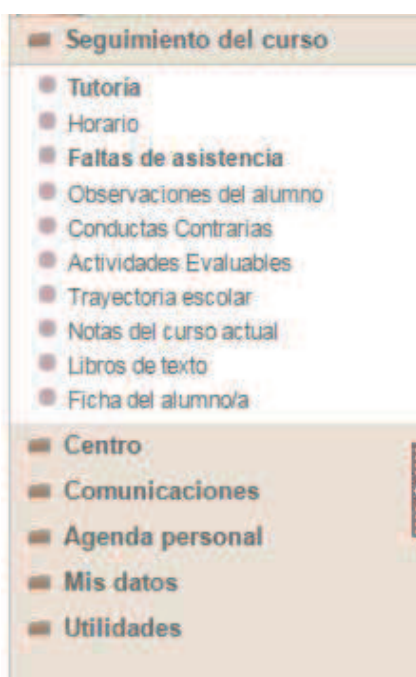 Seguimiento del curso
Tutoría
Horario
Faltas de asistencia
Observaciones del alumno
Conductas Contrarias
Actividades Evaluables
Trayectoria escolar
Notas del curso actual
Libros de texto
Ficha del alumno/a
Centro
Comunicaciones
Agenda personal
Mis datos
Utilidades